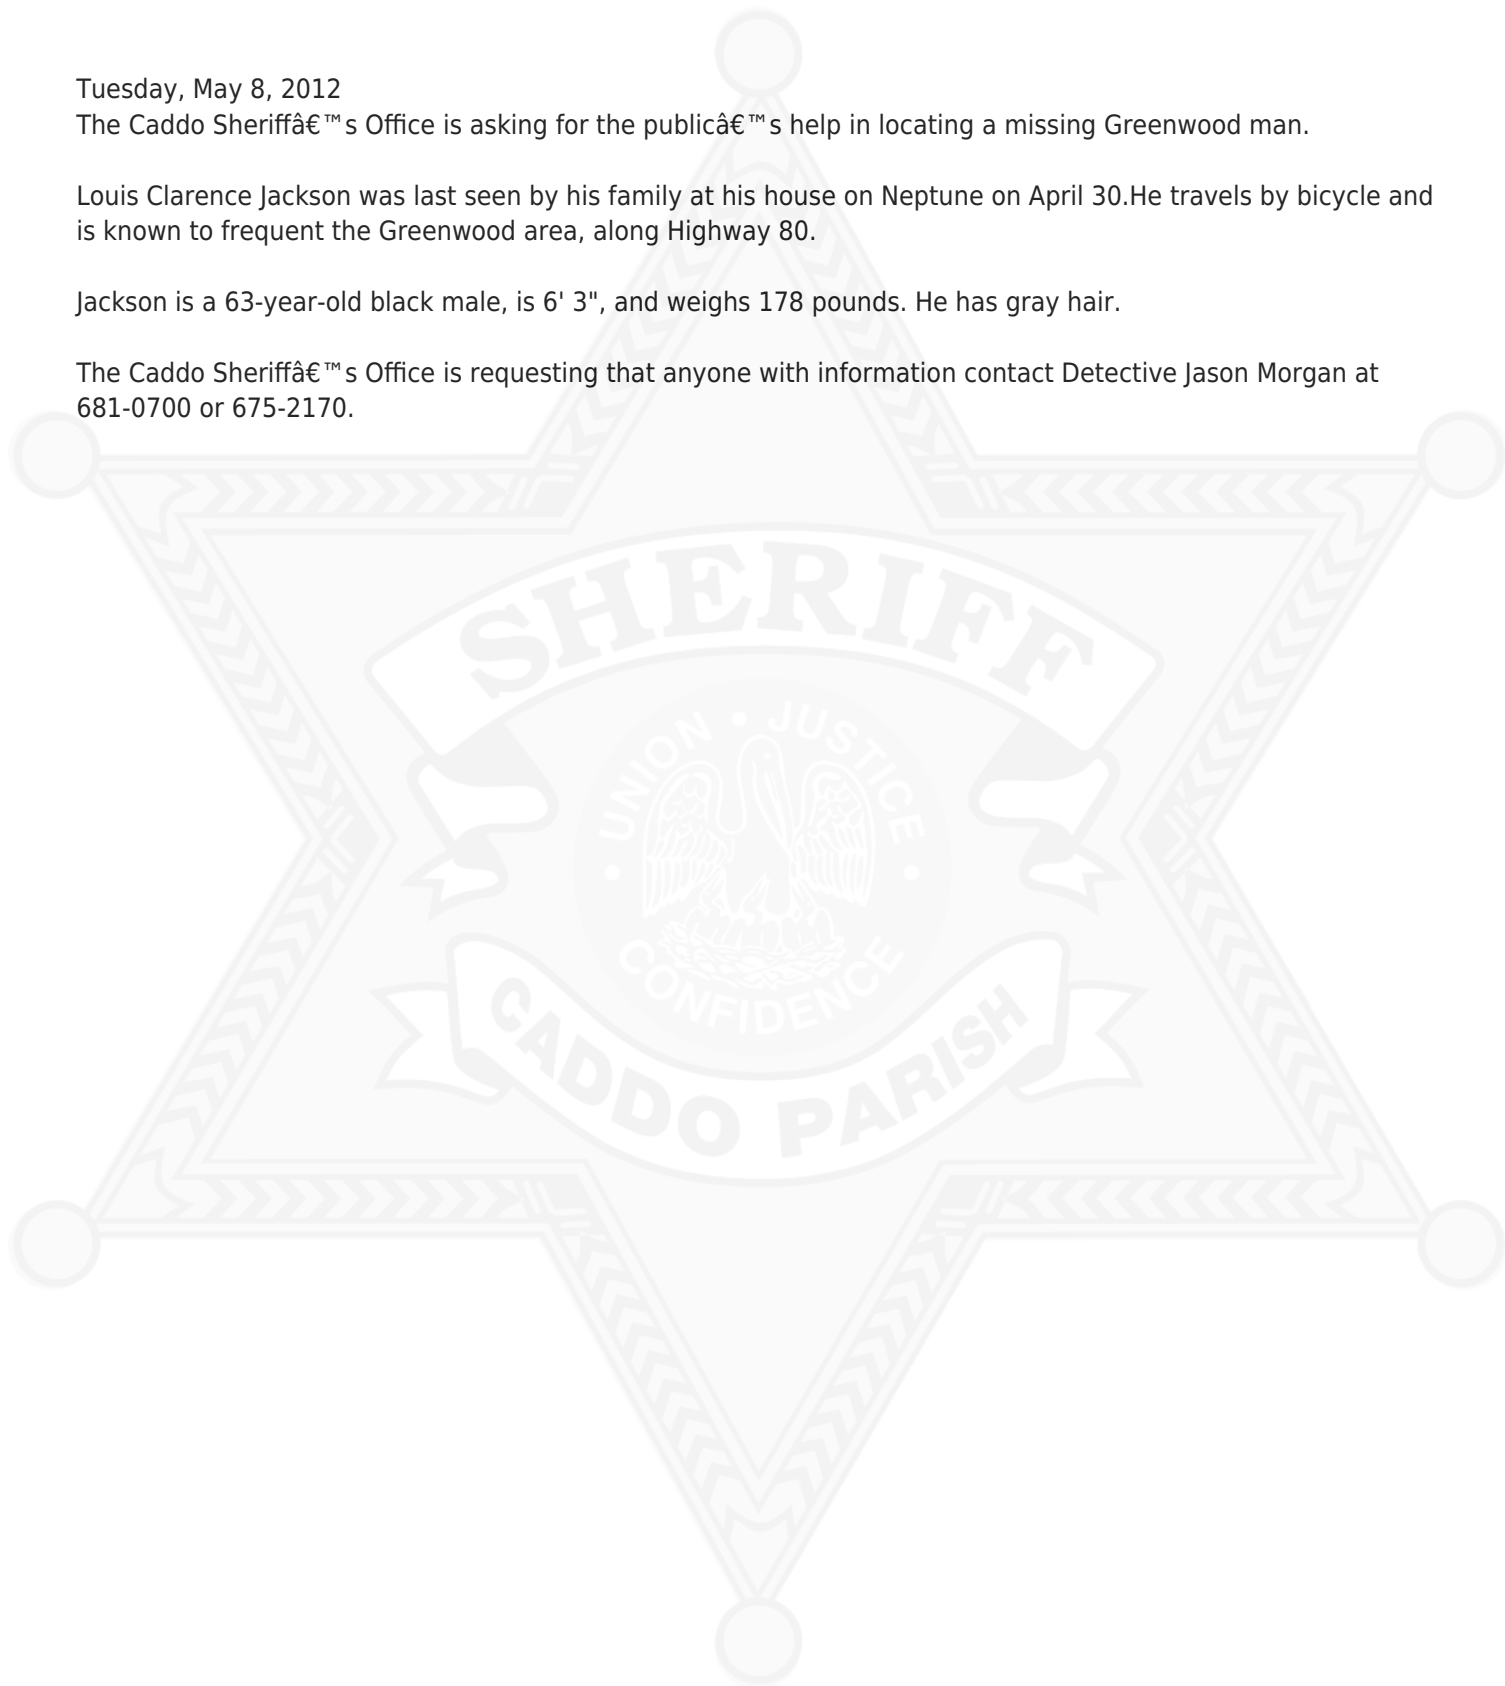 Tuesday, May 8, 2012
The Caddo Sheriffâ€™s Office is asking for the publicâ€™s help in locating a missing Greenwood man.
Louis Clarence Jackson was last seen by his family at his house on Neptune on April 30.He travels by bicycle and
is known to frequent the Greenwood area, along Highway 80.
Jackson is a 63-year-old black male, is 6' 3", and weighs 178 pounds. He has gray hair.
The Caddo Sheriffâ€™s Office is requesting that anyone with information contact Detective Jason Morgan at
681-0700 or 675-2170.
SHERIFF
UNION • JUSTICE
• CONFIDENCE •
CADDO PARISH